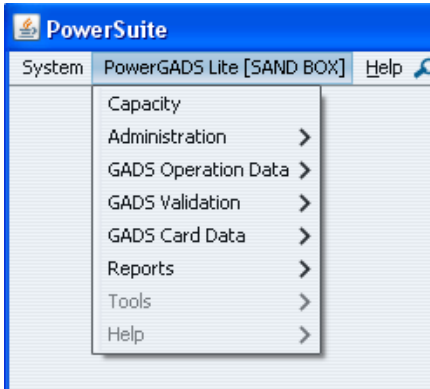 PowerSuite
System PowerGADS Lite [SAND BOX] Help
Capacity
Administration
GADS Operation Data
GADS Validation
GADS Card Data
Reports
Tools
Help